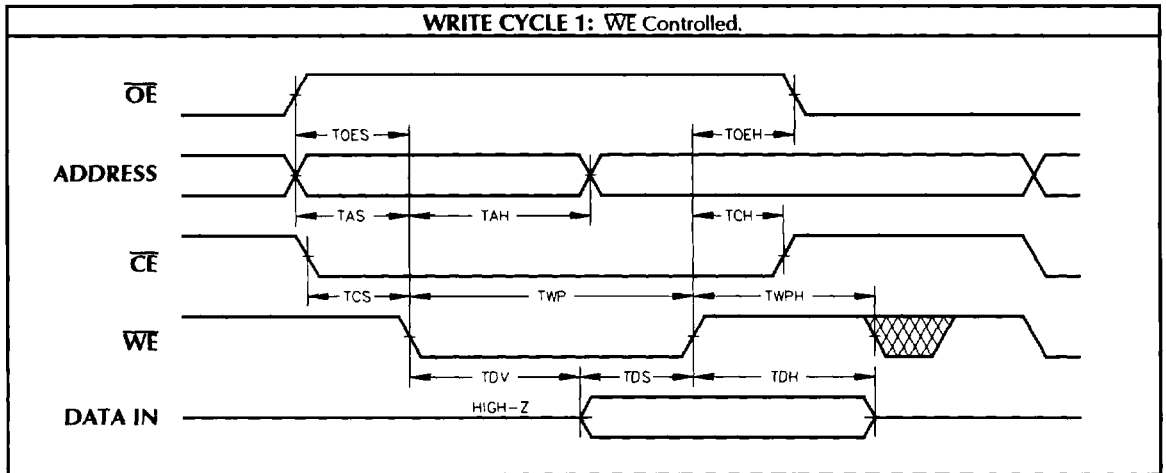 WRITE CYCLE 1: WE Controlled.
OE
TOES
TOEH
ADDRESS
TAS
TAH
TCH
CE
TCS
TWP
TWPH
WE
TDV
TDS
TDH
HIGH-Z
DATA IN